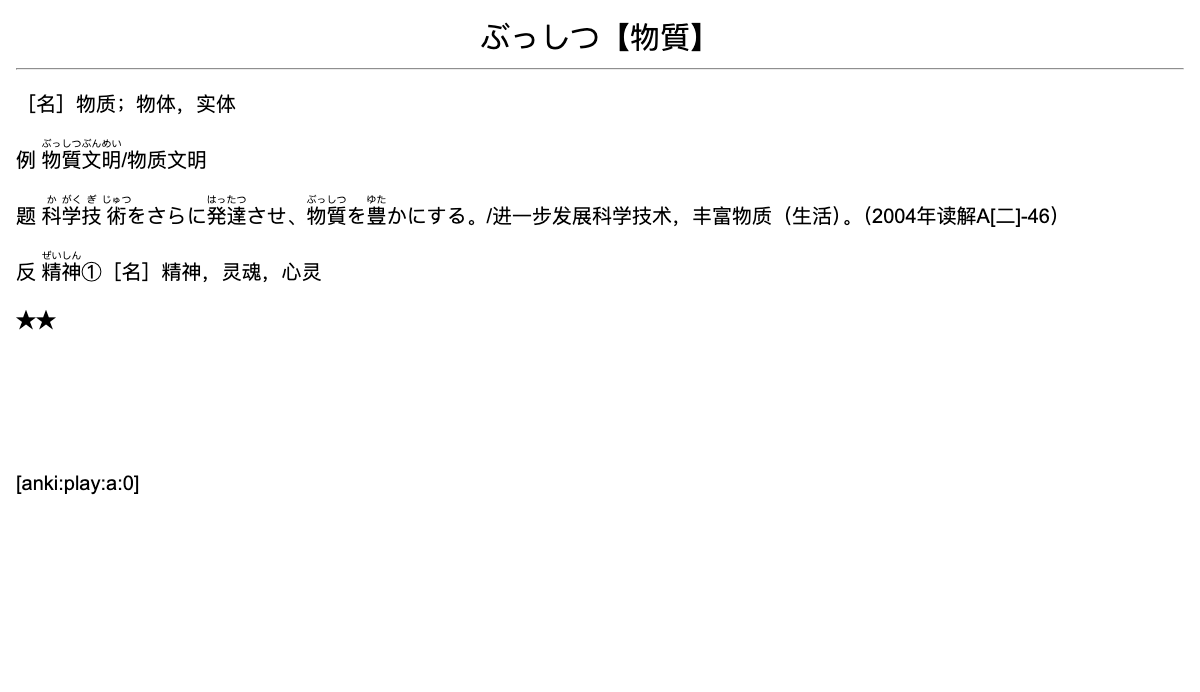 ぶっしつ【物質】
［名］物质；物体，实体
ぶっしつぶんめい
例 物質文明/物质文明
か がく ぎ じゅつ はったつ ぶっしつ ゆた
题 科学技術をさらに発達させ、物質を豊かにする。/进一步发展科学技术，丰富物质（生活）。（2004年读解A[二]-46）
ぜいしん
反 精神①［名］精神，灵魂，心灵
★★
[anki:play:a:0]